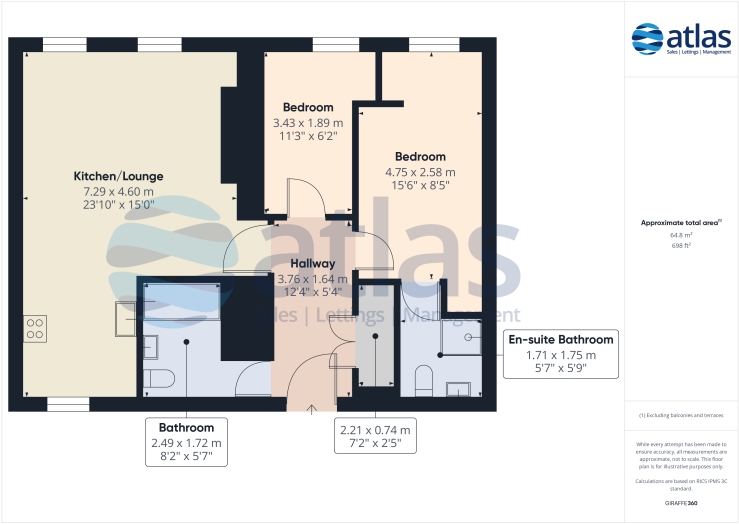 Kitchen/Lounge
7.29 x 4.60 m
23'10" x 15'0"
Bedroom
3.43 x 1.89 m
11'3" x 6'2"
Bedroom
4.75 x 2.58 m
15'6" x 8'5"
Hallway
3.76 x 1.64 m
12'4" x 5'4"
atlas
Sales | Lettings | Management
En-suite Bathroom
1.71 x 1.75 m
5'7" x 5'9"
Bathroom
2.49 x 1.72 m
8'2" x 5'7"
2.21 x 0.74 m
7'2" x 2'5"
atlas
Sales | Lettings | Management
Approximate total area(1)
64.8 m²
698 ft²
(1) Excluding balconies and terraces
While every attempt has been made to
ensure accuracy, all measurements are
approximate, not to scale. This floor
plan is for illustrative purposes only.
Calculations are based on RICS IPMS 3C
standard.
GIRAFFE360